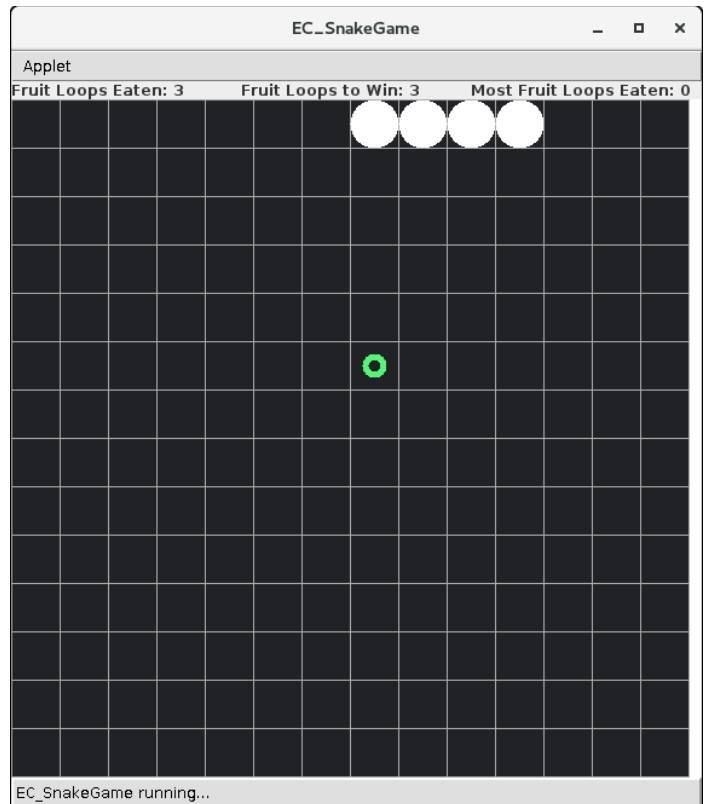 EC_SnakeGame
Applet
Fruit Loops Eaten: 3 Fruit Loops to Win: 3 Most Fruit Loops Eaten: 0
EC_SnakeGame running...